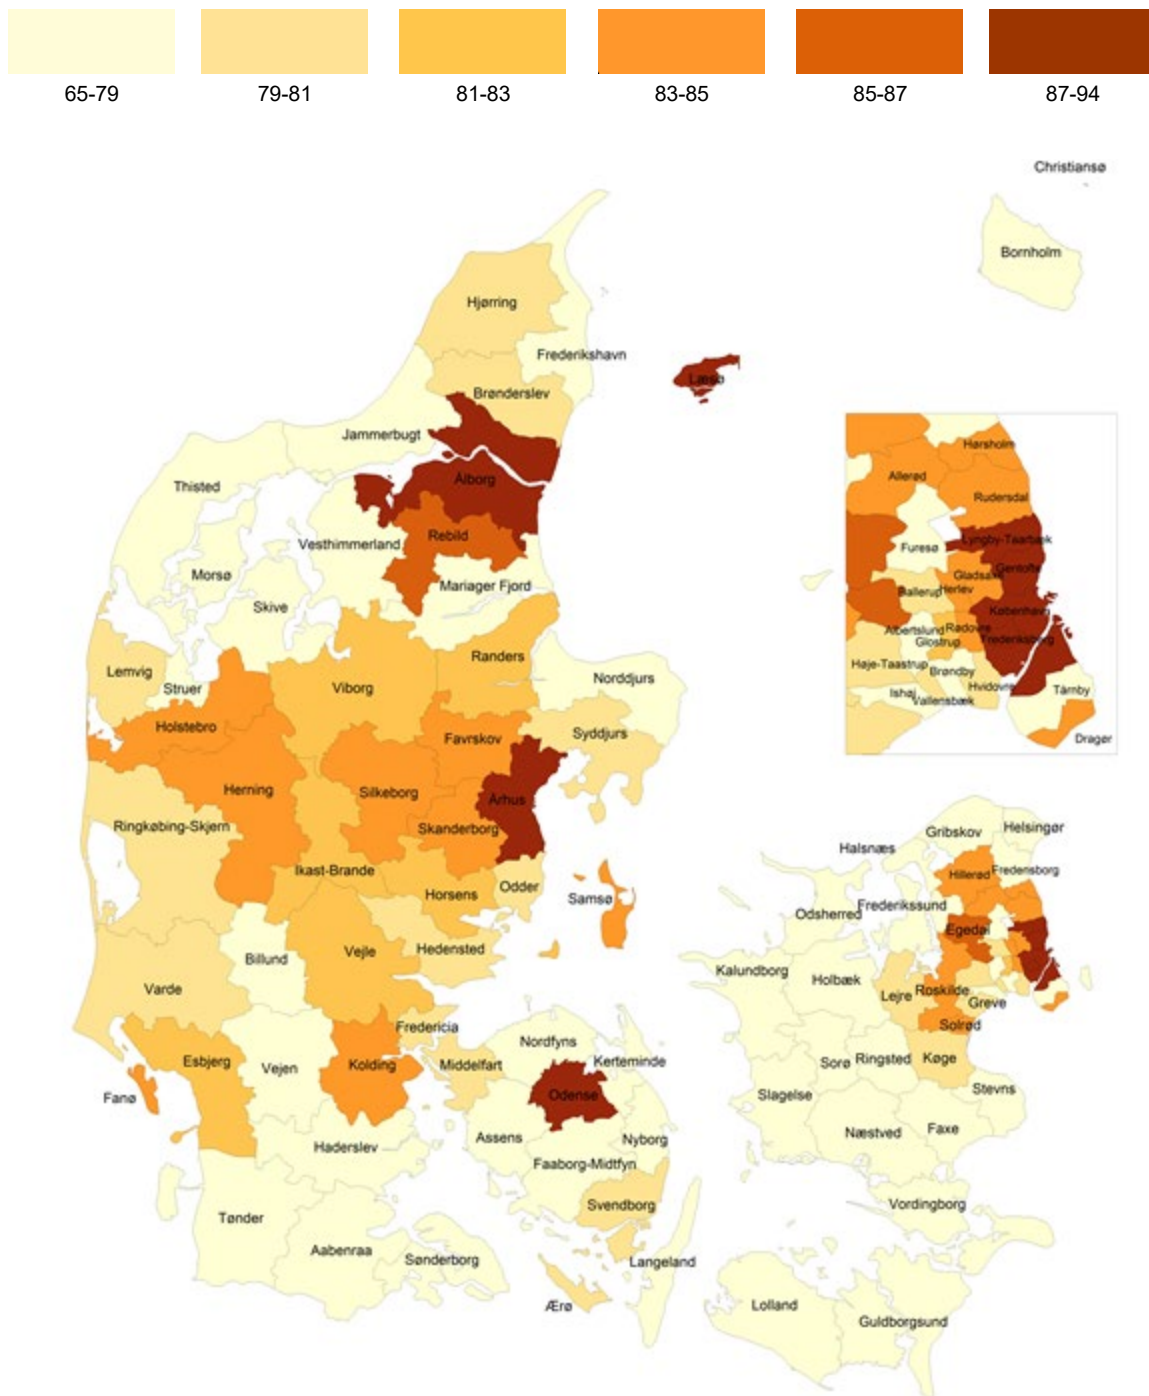 65-79
79-81
81-83
83-85
85-87
87-94
Christiansø
Bornholm
Hjørring
Frederikshavn
Læsø
Brønderslev
Jammerbugt
Ålborg
Thisted
Rebild
Vesthimmerland
Morsø
Mariager Fjord
Skive
Hørsholm
Allerød
Rudersdal
Lyngby-Taarbæk
Furesø
Gentofte
Gladsaxe
Ballerup
Herlev
København
Albertslund
Rødovre
Glostrup
Frederiksberg
Høje-Taastrup
Brøndby
Hvidovre
Ishøj
Vallensbæk
Tårnby
Dragør
Randers
Lemvig
Struer
Viborg
Norddjurs
Holstebro
Favrskov
Syddjurs
Herning
Silkeborg
Århus
Ringkøbing-Skjern
Skanderborg
Ikast-Brande
Horsens
Odder
Samsø
Gribskov
Helsingør
Halsnæs
Hillerød
Fredensborg
Frederikssund
Odsherred
Egedal
Billund
Vejle
Hedensted
Kalundborg
Holbæk
Varde
Lejre
Roskilde
Greve
Solrød
Fredericia
Nordfyns
Esbjerg
Vejen
Kolding
Middelfart
Kerteminde
Sorø
Ringsted
Køge
Fanø
Odense
Slagelse
Stevns
Haderslev
Assens
Nyborg
Næstved
Faxe
Faaborg-Midtfyn
Svendborg
Vordingborg
Tønder
Aabenraa
Sønderborg
Langeland
Ærø
Lolland
Guldborgsund